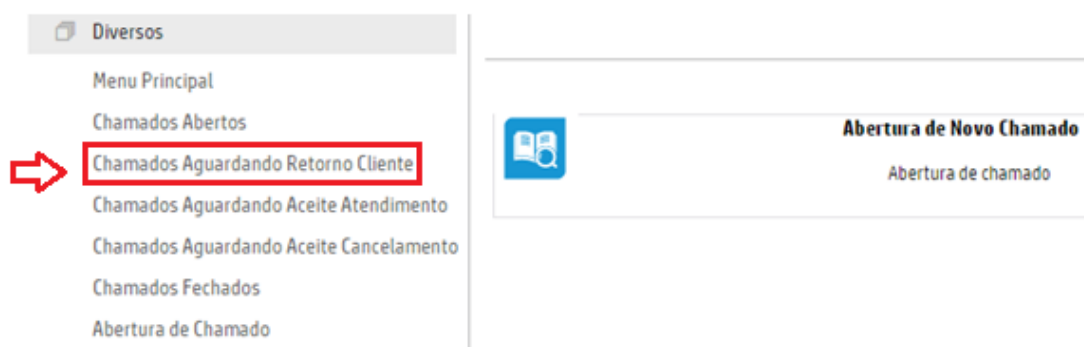 Diversos
Menu Principal
Chamados Abertos
Chamados Aguardando Retorno Cliente
Chamados Aguardando Aceite Atendimento
Chamados Aguardando Aceite Cancelamento
Chamados Fechados
Abertura de Chamado
Abertura de Novo Chamado
Abertura de chamado